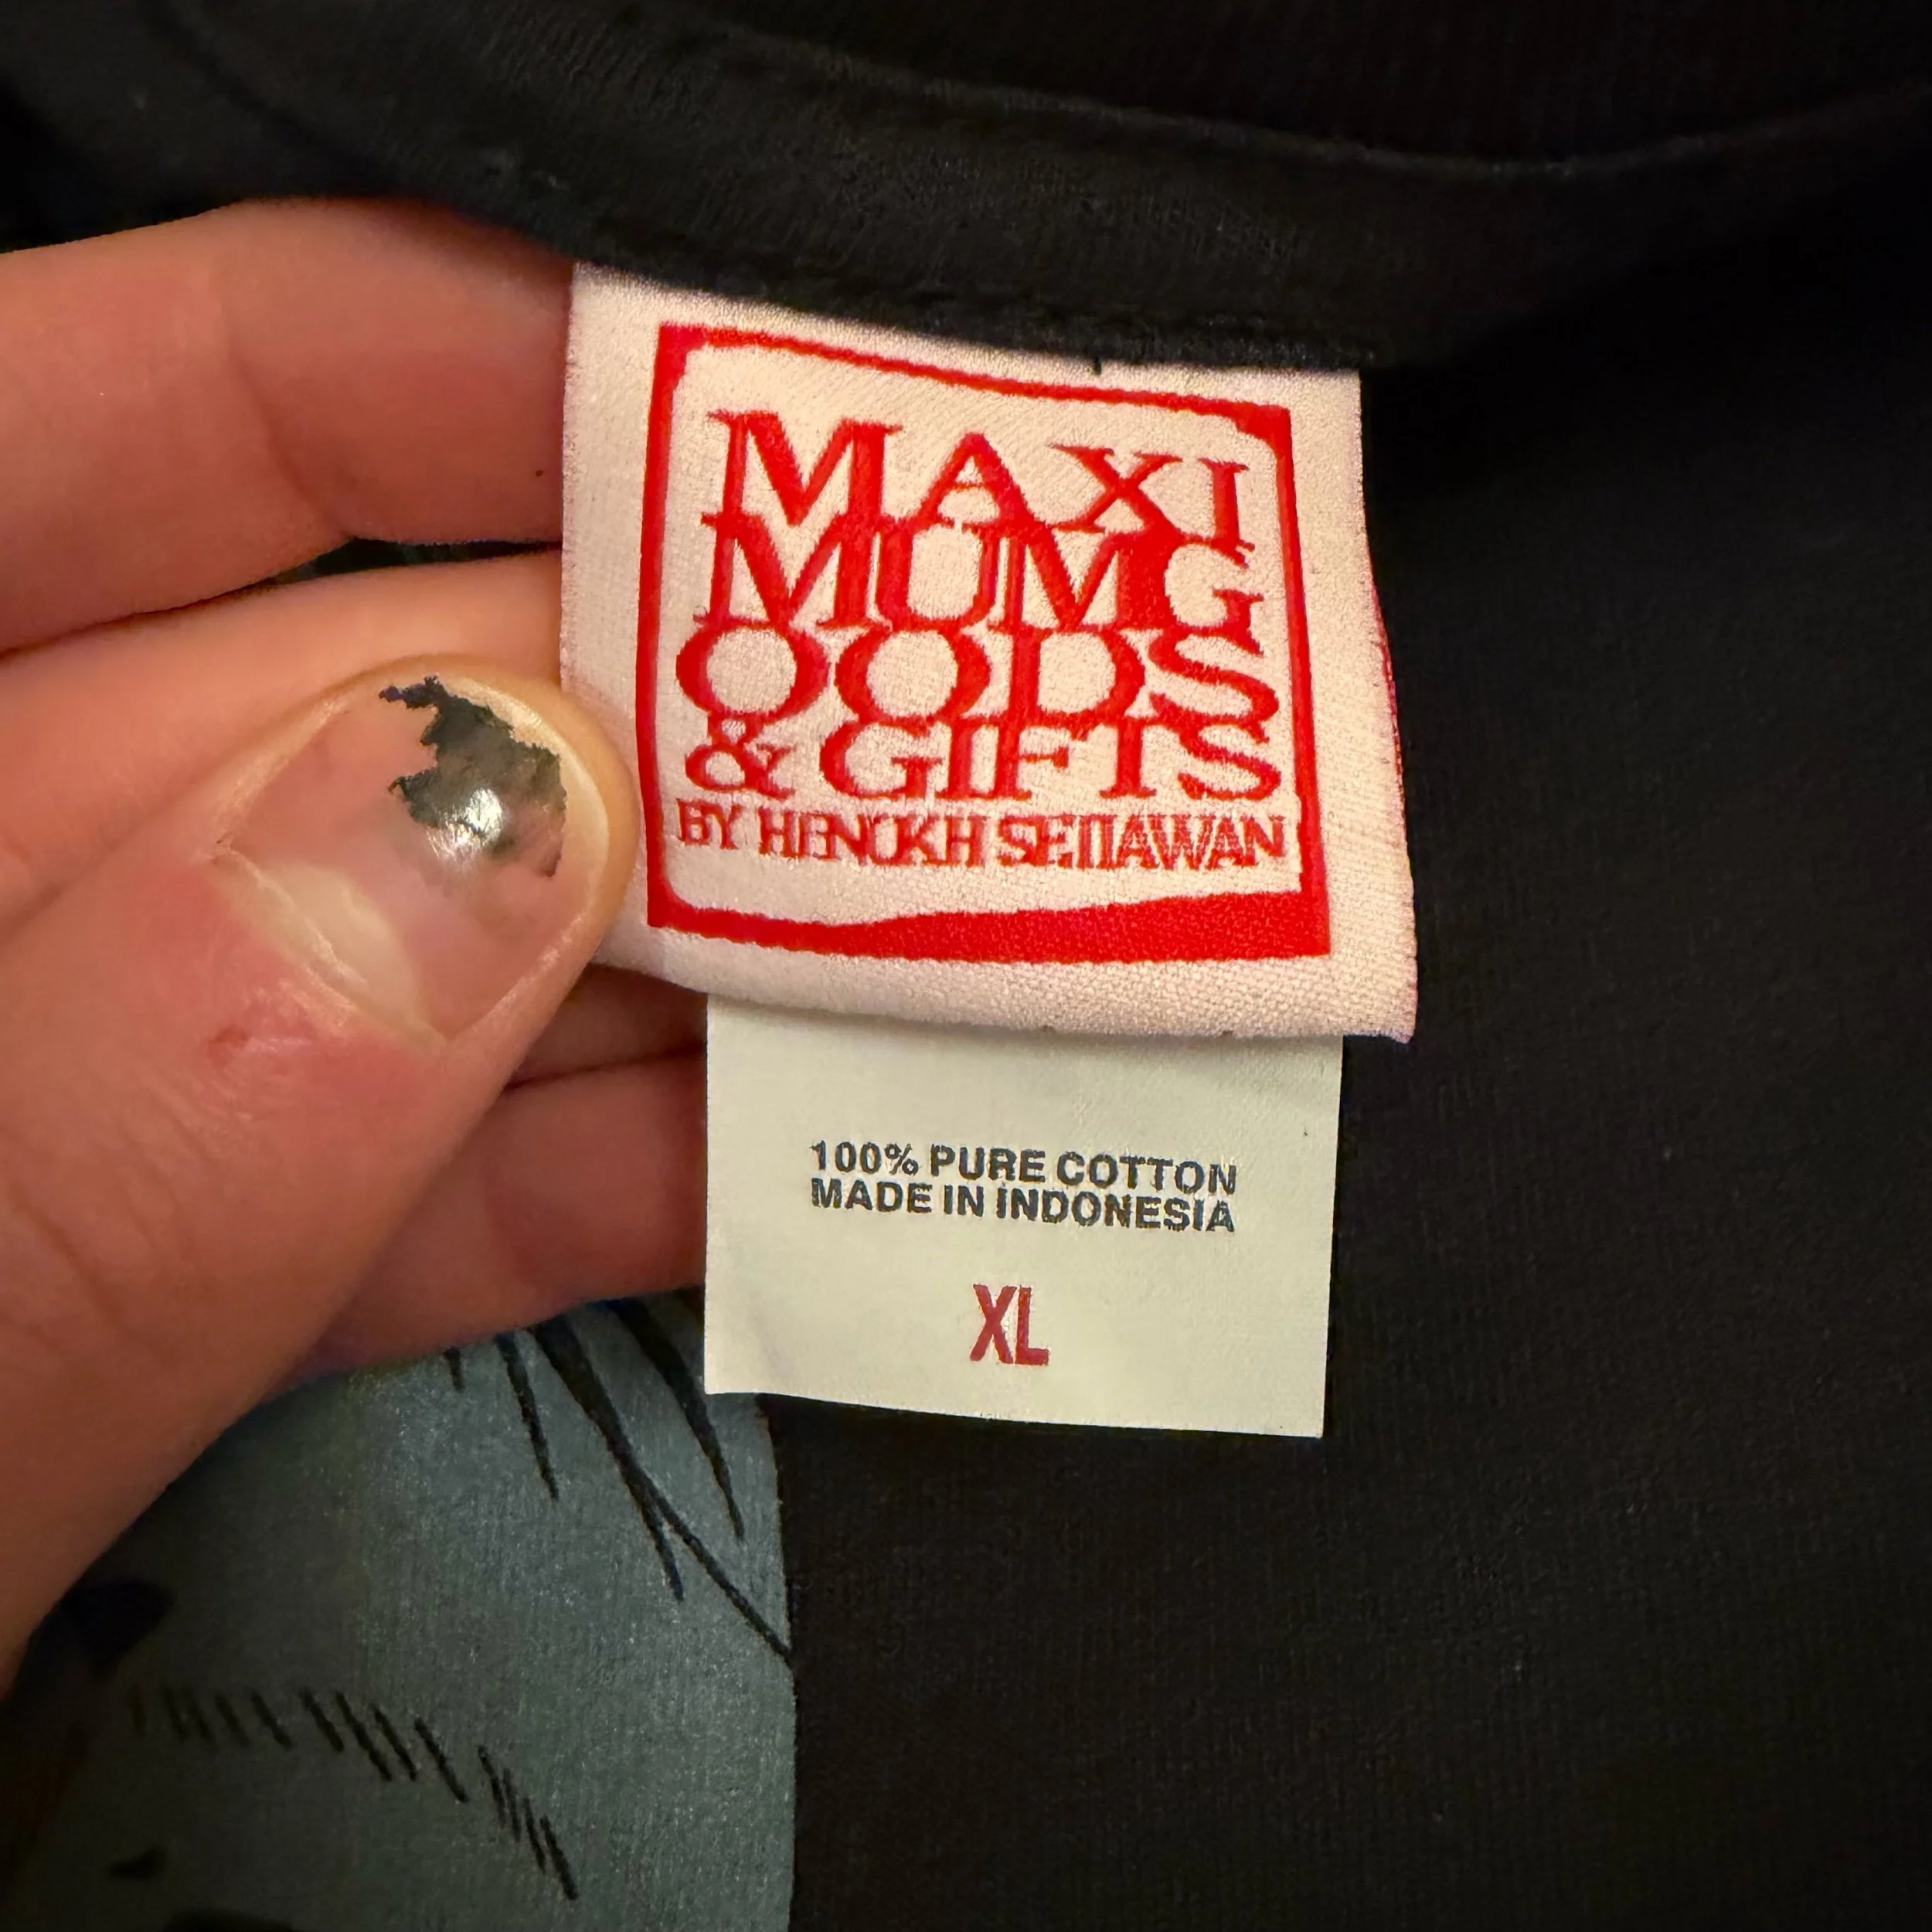 MAXI
MUMG
OODS
& GIFTS
BY HENOKH SETIAWAN
100% PURE COTTON
MADE IN INDONESIA
XL